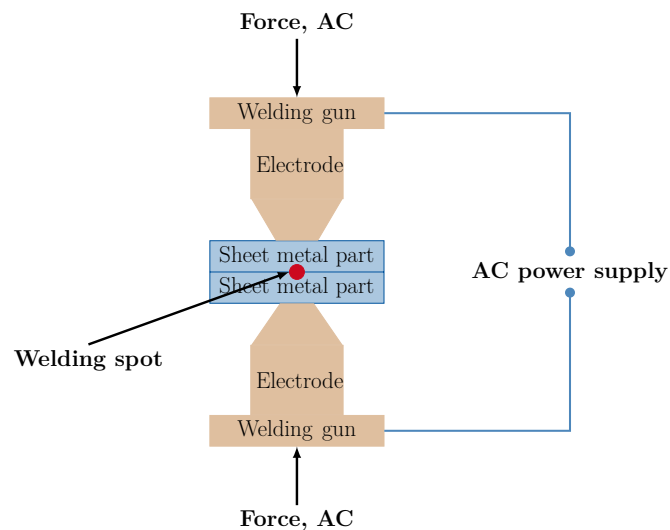 Force, AC
Welding gun
Electrode
Sheet metal part
AC power supply
Sheet metal part
Welding spot
Electrode
Welding gun
Force, AC